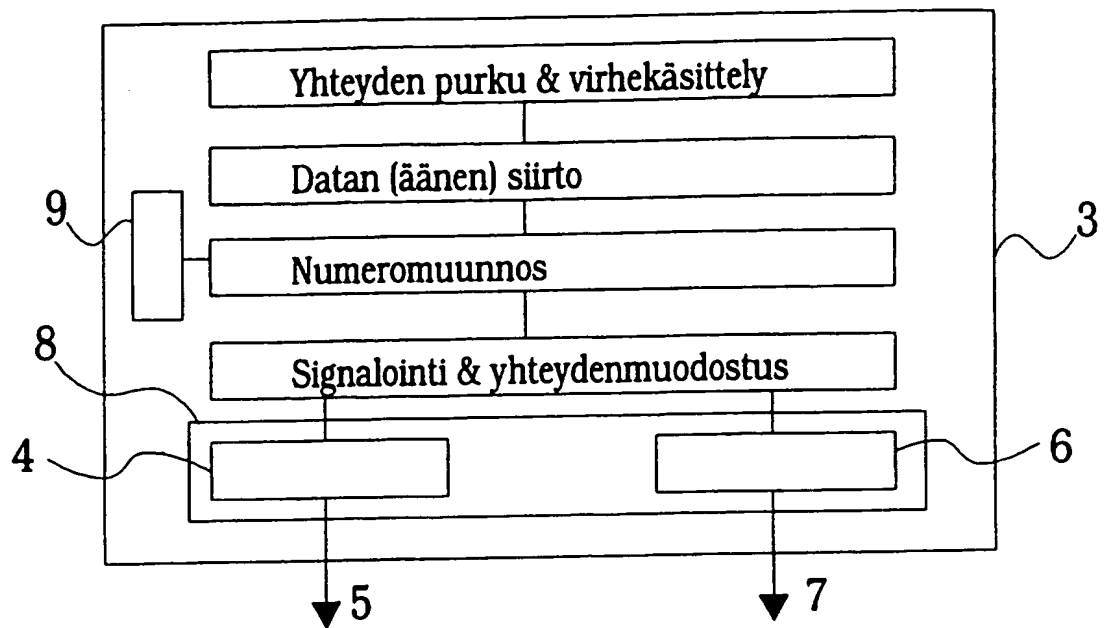 Yhteyden purku & virhekäsittely
Datan (äänen) siirto
9
3
Numeromuunnos
8
Signalointi & yhteydenmuodostus
4
6
5
7